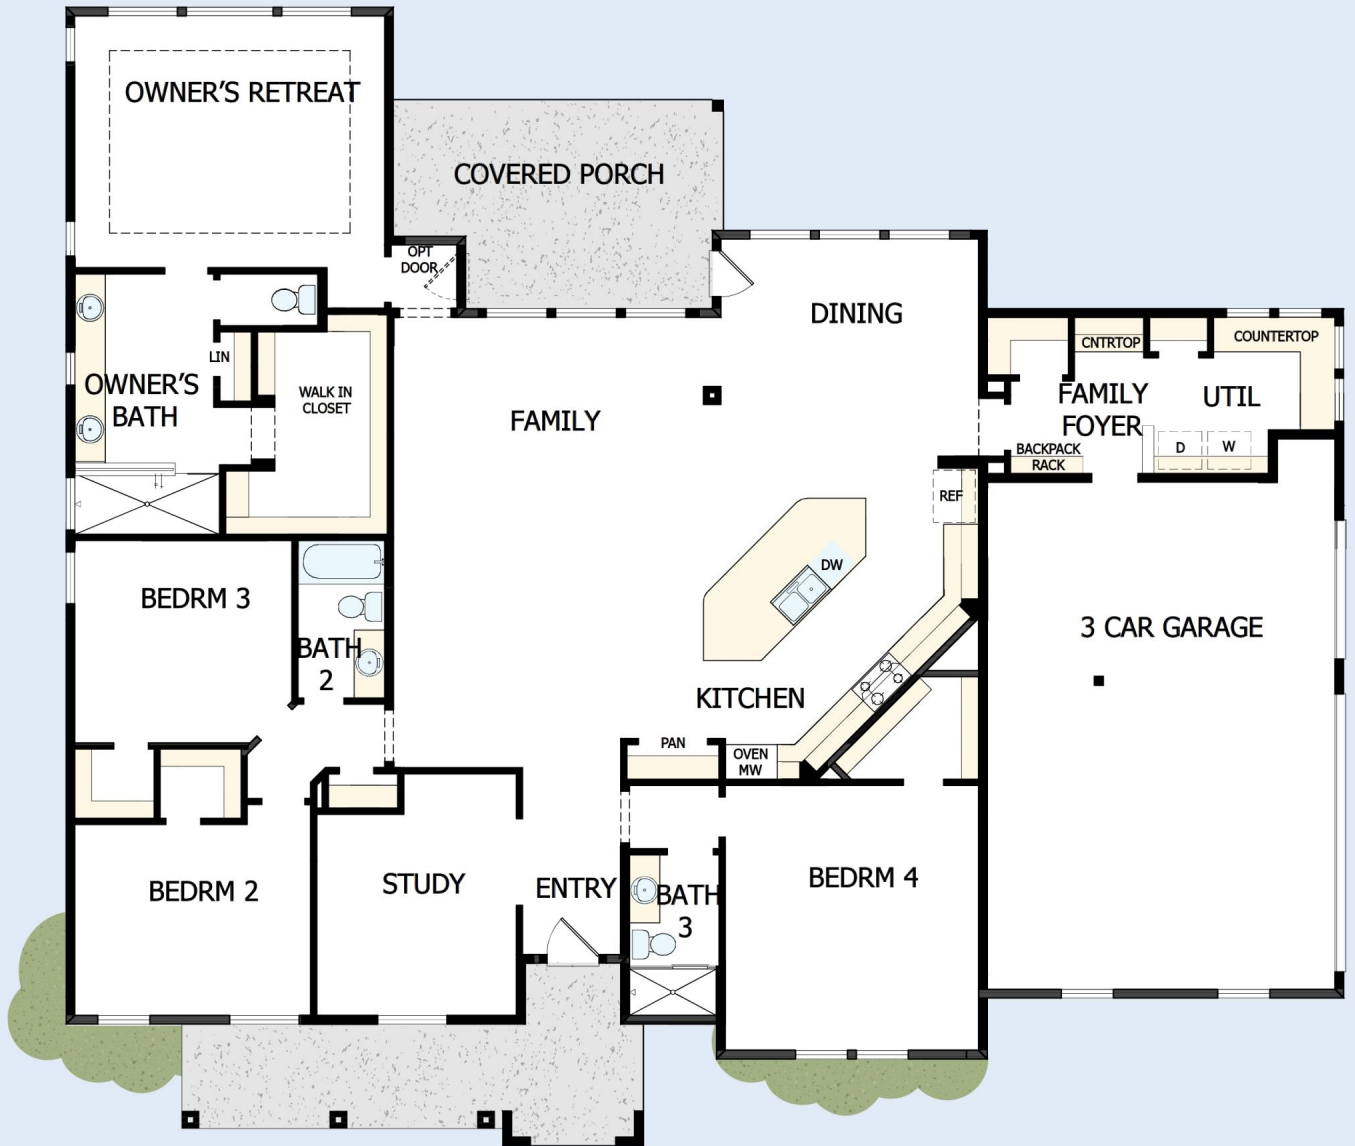 OWNER'S RETREAT
COVERED PORCH
OPT
DOOR
DINING
LIN
OWNER'S
BATH
WALK IN
CLOSET
FAMILY
CNTRTOP
COUNTERTOP
FAMILY
FOYER
UTIL
BACKPACK
RACK
D
W
REF
DW
BEDRM 3
BATH
2
3 CAR GARAGE
KITCHEN
PAN
OVEN
MW
BEDRM 2
STUDY
ENTRY
BATH
3
BEDRM 4